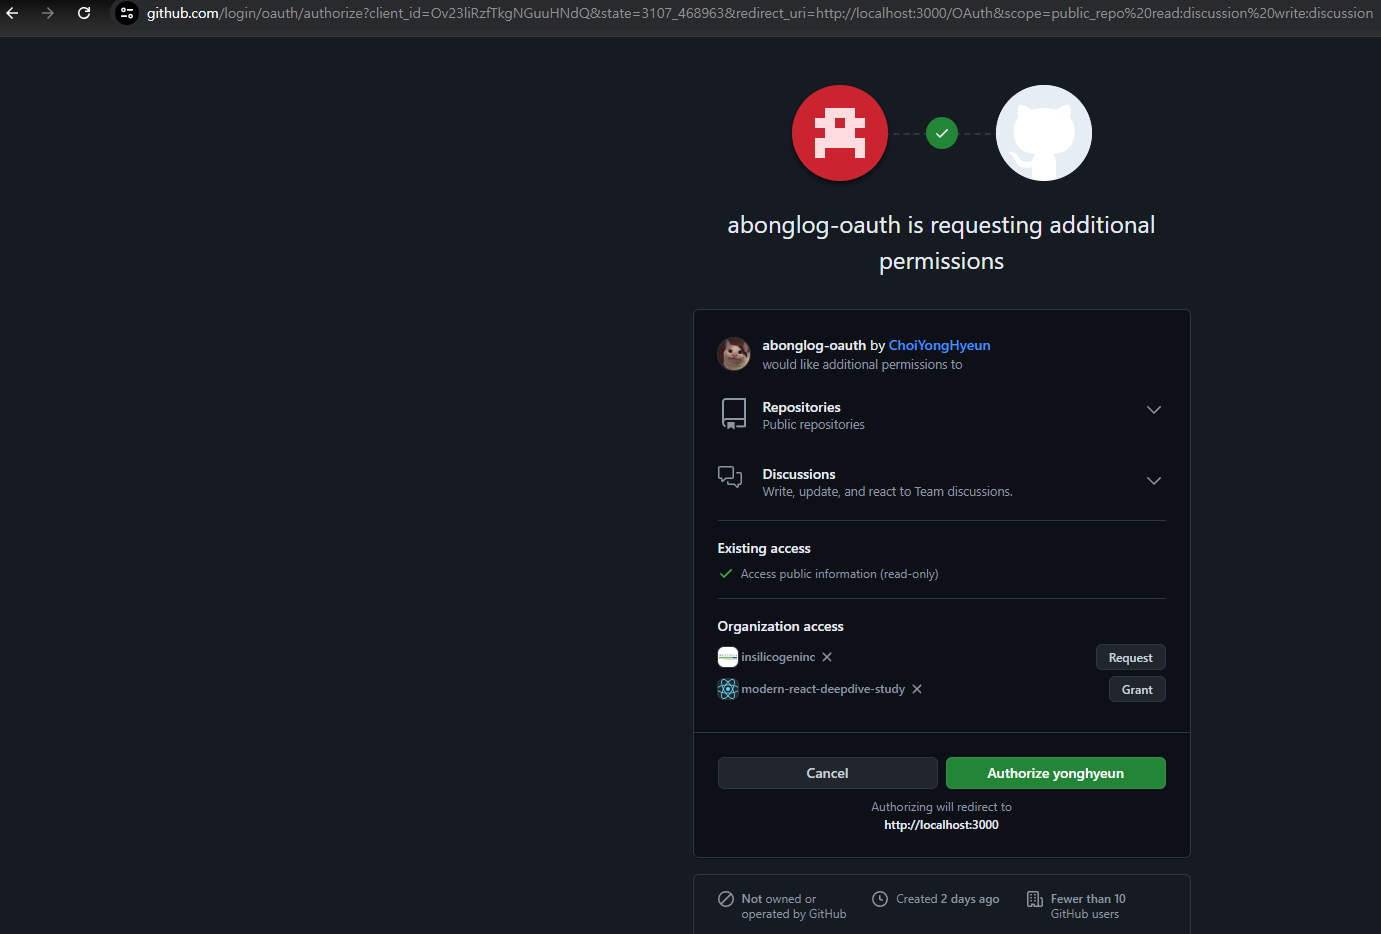 github.com/login/oauth/authorize?client_id=Ov23liRzfTkgNGuuHNdQ&state=3107_468963&redirect_uri=http://localhost:3000/OAuth&scope=public_repo%20read:discussion%20write:discussion
abonglog-oauth is requesting additional
permissions
abonglog-oauth by ChoiYongHyeun
would like additional permissions to
Repositories
Public repositories
Discussions
Write, update, and react to Team discussions.
Existing access
Access public information (read-only)
Organization access
insilicogeninc
Request
modern-react-deepdive-study
Grant
Cancel
Authorize yonghyeun
Authorizing will redirect to
http://localhost:3000
Not owned or
operated by GitHub
Created 2 days ago
Fewer than 10
GitHub users